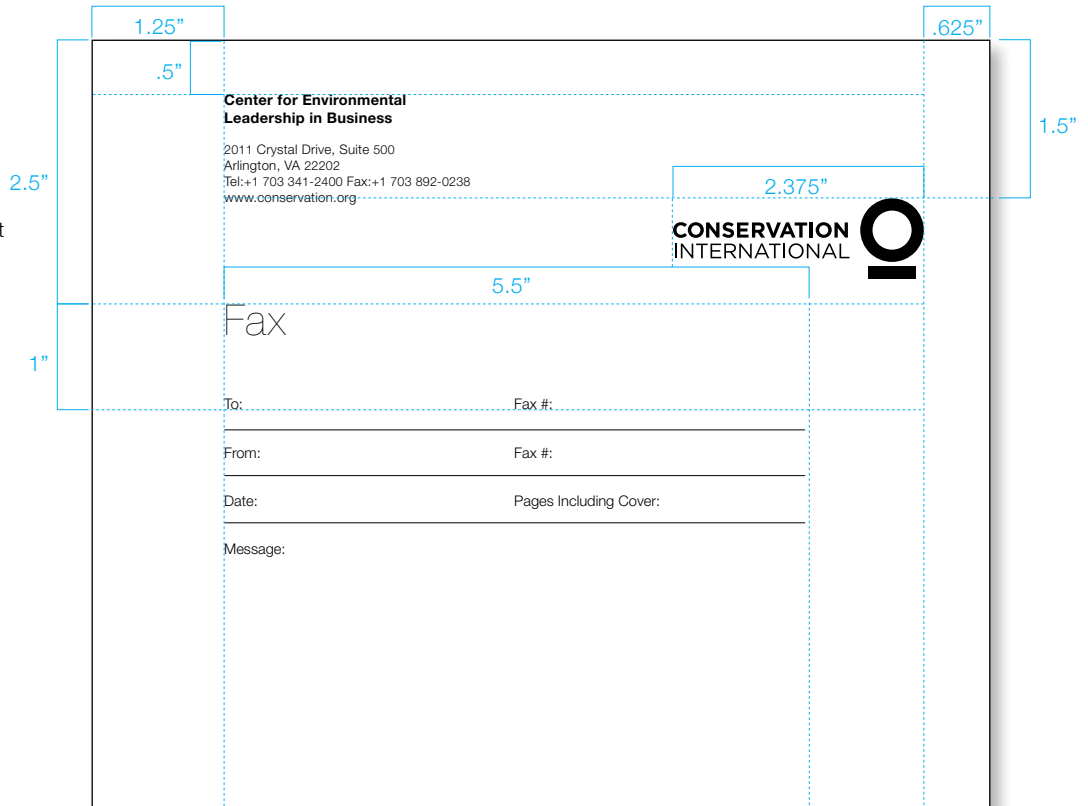 1.25”
.625”
.5”
Center for Environmental
Leadership in Business
1.5”
2011 Crystal Drive, Suite 500
Arlington, VA 22202
Tel:+1 703 341-2400 Fax:+1 703 892-0238
www.conservation.org
2.5”
2.375”
t
CONSERVATION
INTERNATIONAL
5.5”
Fax
1”
To: Fax #:
From: Fax #:
Date: Pages Including Cover:
Message: